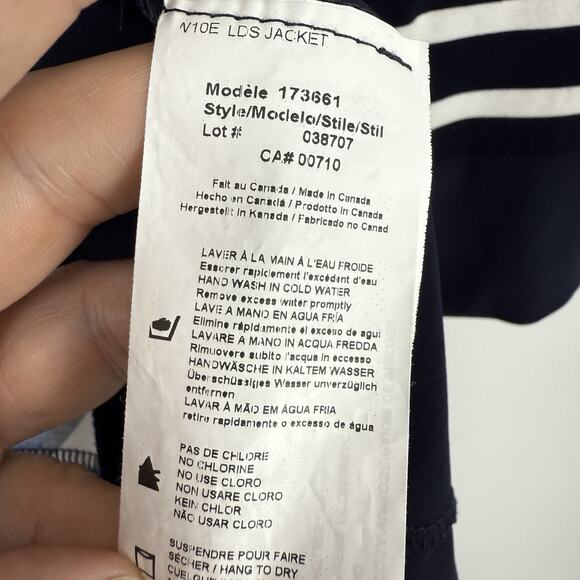 W10E LDS JACKET
Modèle 173661
Style/Modelo/Stile/Stil
Lot # 038707
CA# 00710
Fait au Canada / Made in Canada
Hecho en Canadá / Prodotto in Canada
Hergestellt in Kanada / Fabricado no Canad
LAVER À LA MAIN À L'EAU FROIDE
Essorer rapidement l'excédent d'eau
HAND WASH IN COLD WATER
Remove excess water promptly
LAVE A MANO EN AGUA FRÍA
Elimine rápidamente el exceso de agua
LAVARE A MANO IN ACQUA FREDDA
Rimuovere subito l'acqua in eccesso
HANDWÄSCHE IN KALTEM WASSER
Überschüssiges Wasser unverzüglich
entfernen
LAVAR À MÃO EM ÁGUA FRIA
retire rapidamente o excesso de água
PAS DE CHLORE
NO CHLORINE
NO USE CLORO
NON USARE CLORO
KEIN CHLOR
NÃO USAR CLORO
SUSPENDRE POUR FAIRE
SÉCHER / HANG TO DRY